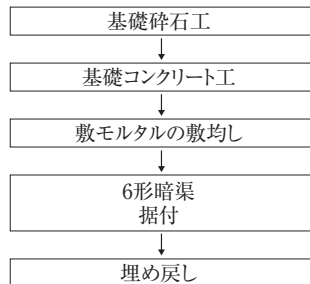 基礎砕石工
基礎コンクリート工
敷モルタルの敷均し
6形暗渠
据付
埋め戻し